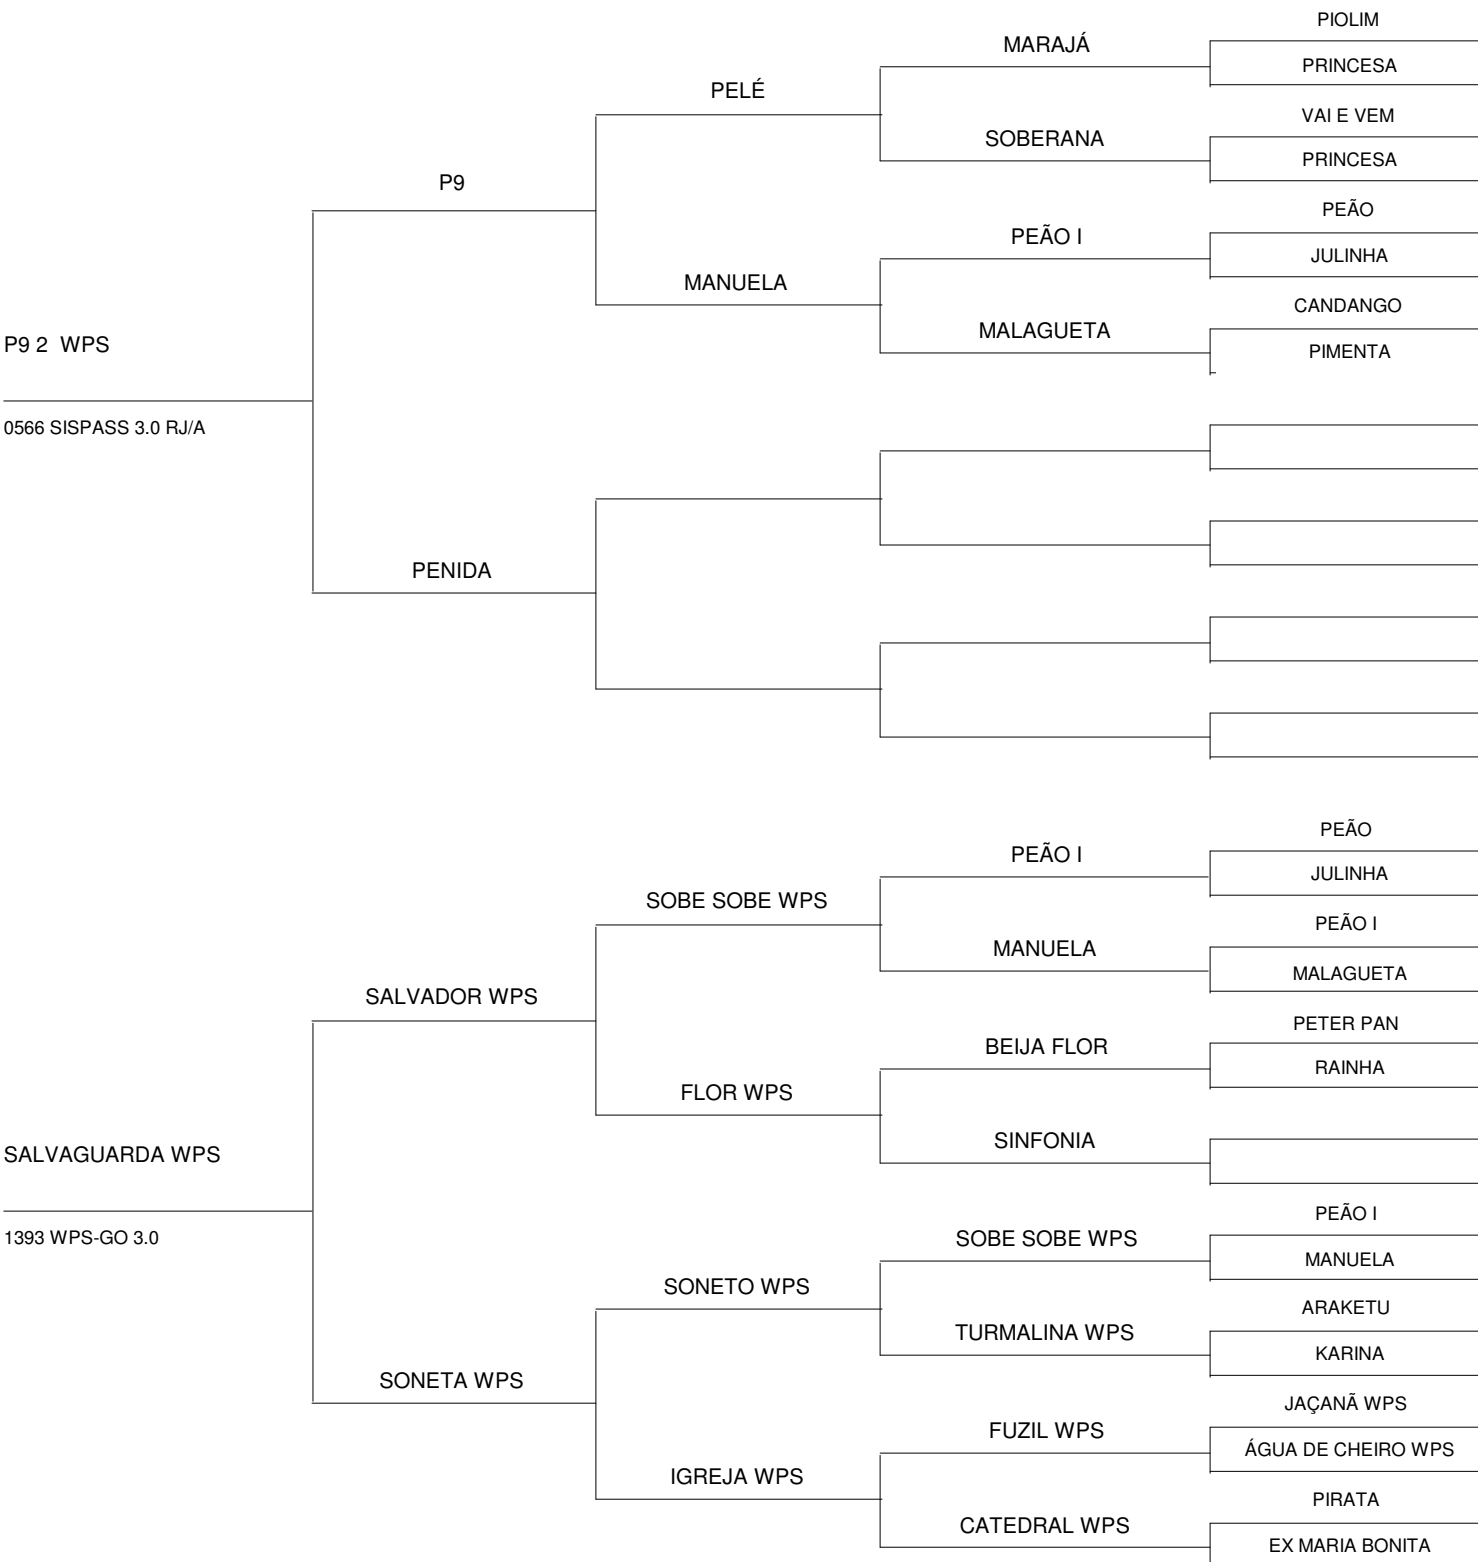 PIOLIM
MARAJÁ
PRINCESA
PELÉ
VAI E VEM
SOBERANA
PRINCESA
P9
PEÃO
PEÃO I
JULINHA
MANUELA
CANDANGO
MALAGUETA
PIMENTA
P9 2  WPS
0566 SISPASS 3.0 RJ/A
PENIDA
PEÃO
PEÃO I
JULINHA
SOBE SOBE WPS
PEÃO I
MANUELA
MALAGUETA
SALVADOR WPS
PETER PAN
BEIJA FLOR
RAINHA
FLOR WPS
SINFONIA
SALVAGUARDA WPS
1393 WPS-GO 3.0
PEÃO I
SOBE SOBE WPS
MANUELA
SONETO WPS
ARAKETU
TURMALINA WPS
KARINA
SONETA WPS
JAÇANÃ WPS
FUZIL WPS
ÁGUA DE CHEIRO WPS
IGREJA WPS
PIRATA
CATEDRAL WPS
EX MARIA BONITA